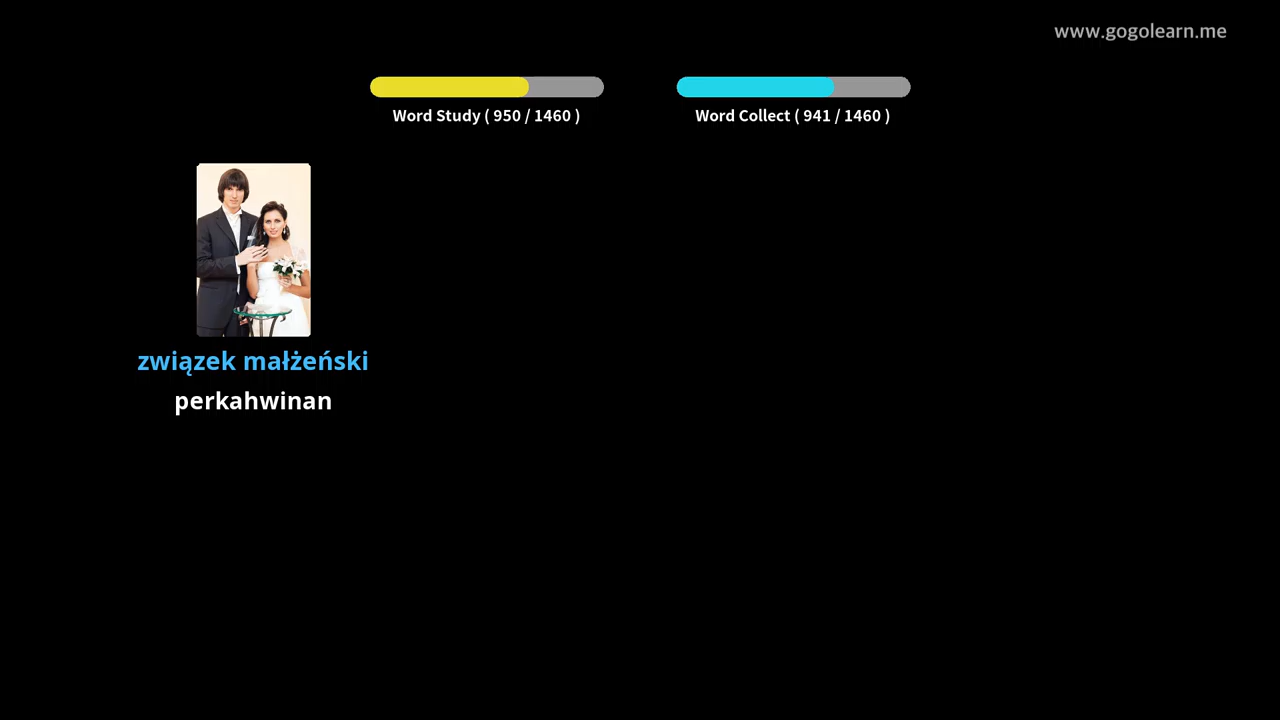 www.gogolearn.me
Word Study ( 950 / 1460 )
Word Collect ( 941 / 1460 )
związek małżeński
perkahwinan